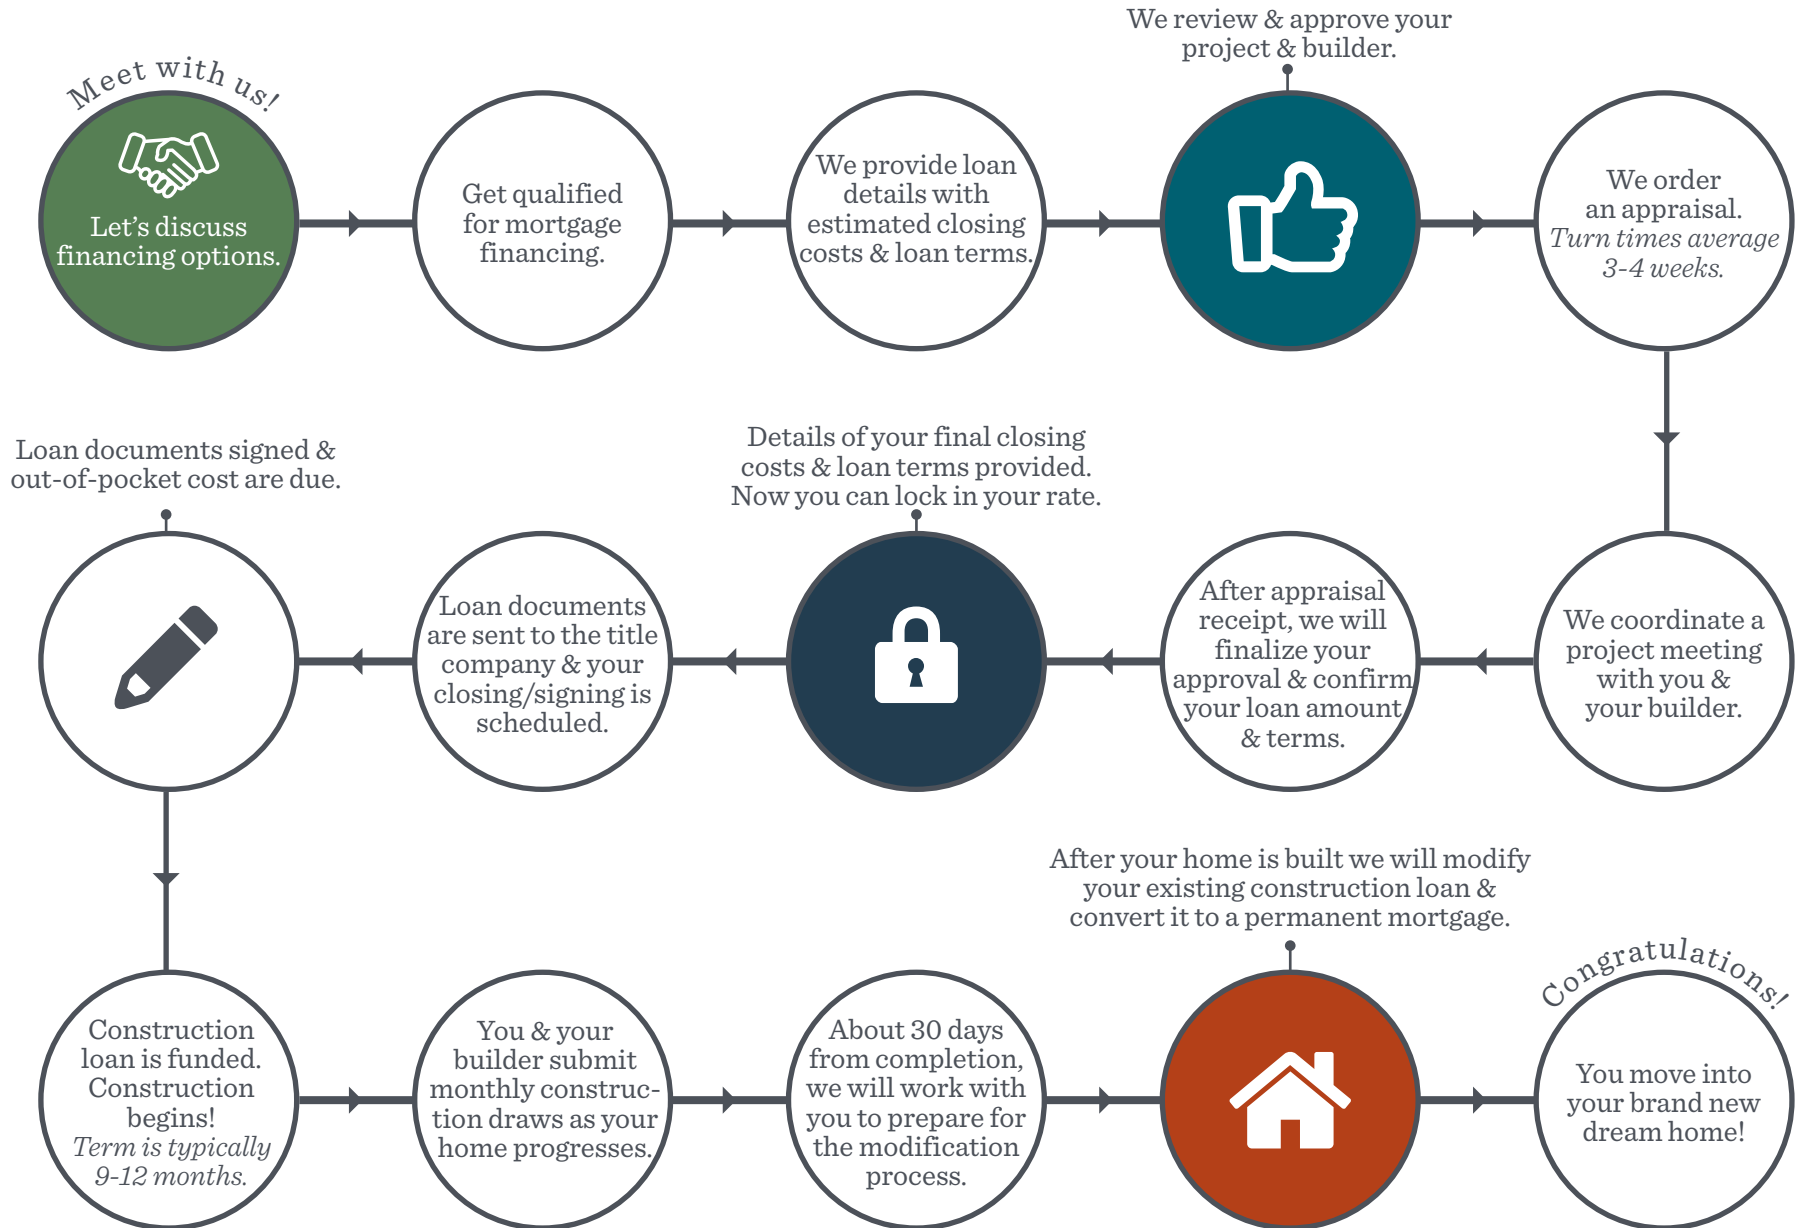 Meet with us!
Let's discuss
financing options.
Get qualified
for mortgage
financing.
We provide loan
details with
estimated closing
costs & loan terms.
We review & approve your
project & builder.
We order
an appraisal.
Turn times average
3-4 weeks.
We coordinate a
project meeting
with you &
your builder.
After appraisal
receipt, we will
finalize your
approval & confirm
your loan amount
& terms.
Details of your final closing
costs & loan terms provided.
Now you can lock in your rate.
Loan documents
are sent to the title
company & your
closing/signing is
scheduled.
Loan documents signed &
out-of-pocket cost are due.
Construction
loan is funded.
Construction
begins!
Term is typically
9-12 months.
You & your
builder submit
monthly construc-
tion draws as your
home progresses.
About 30 days
from completion,
we will work with
you to prepare for
the modification
process.
After your home is built we will modify
your existing construction loan &
convert it to a permanent mortgage.
Congratulations!
You move into
your brand new
dream home!